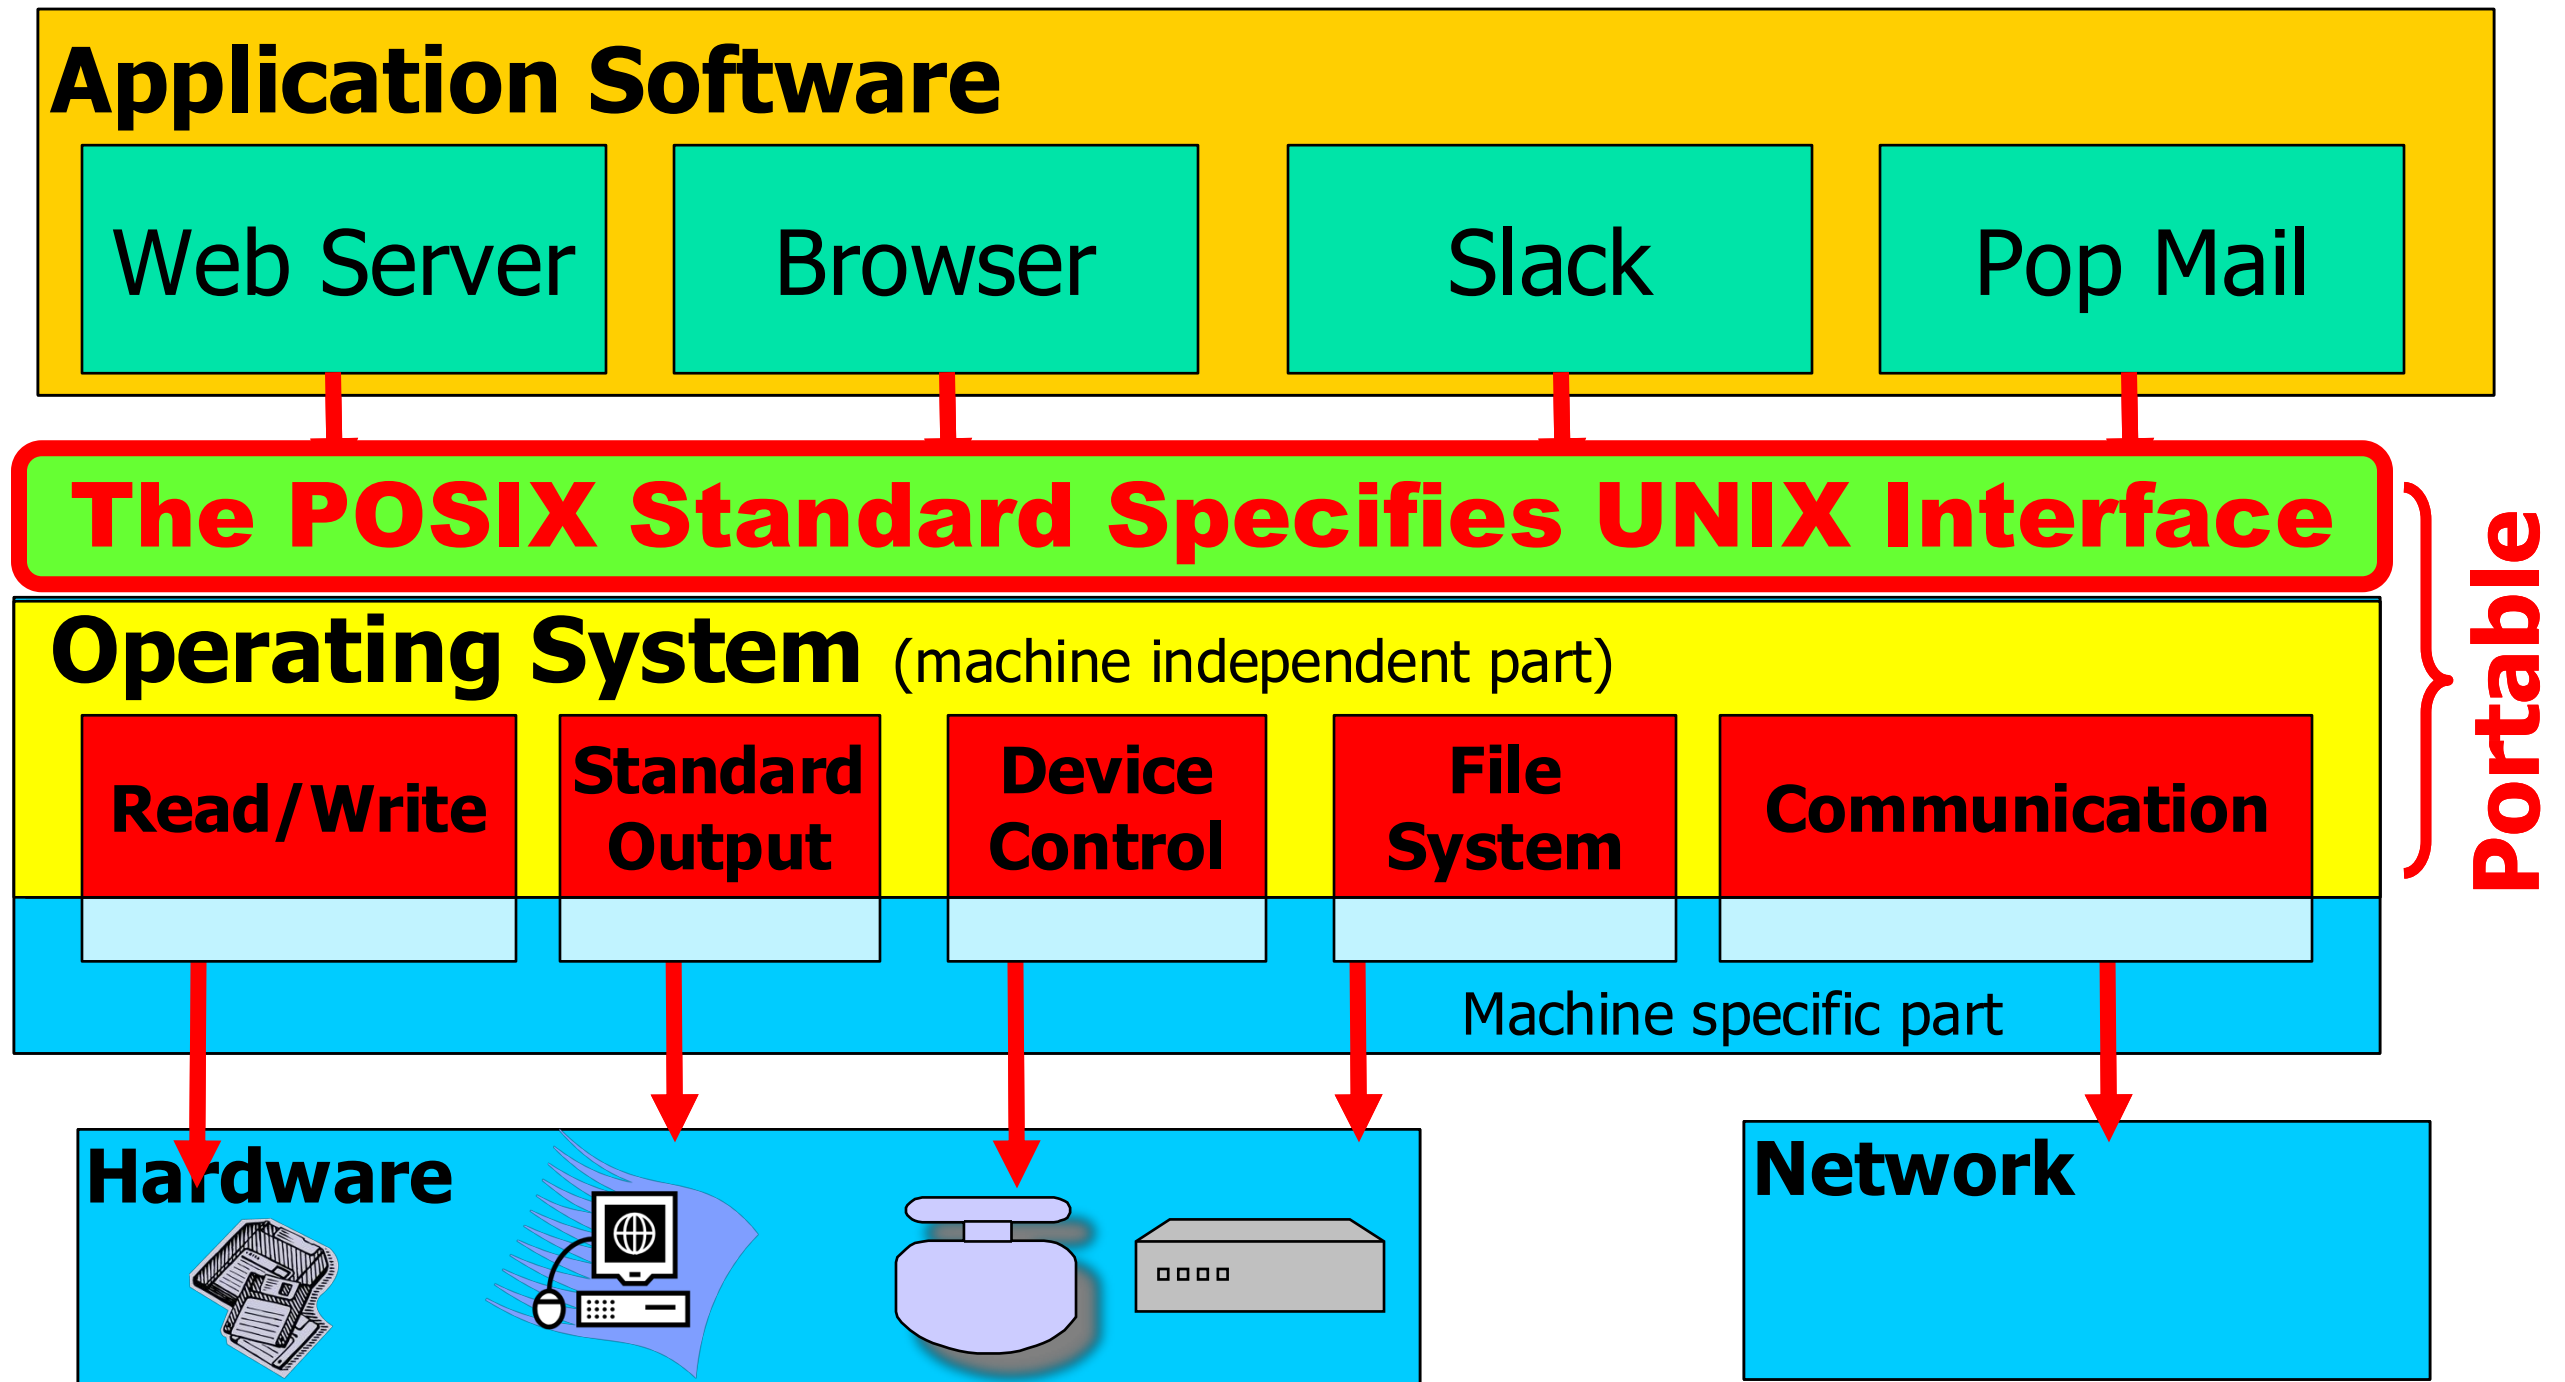 Application Software
Web Server
Browser
Slack
Pop Mail
The POSIX Standard Specifies UNIX Interface
Portable
Operating System (machine independent part)
Read/Write
Standard
Output
Device
Control
File
System
Communication
Machine specific part
Hardware
Network